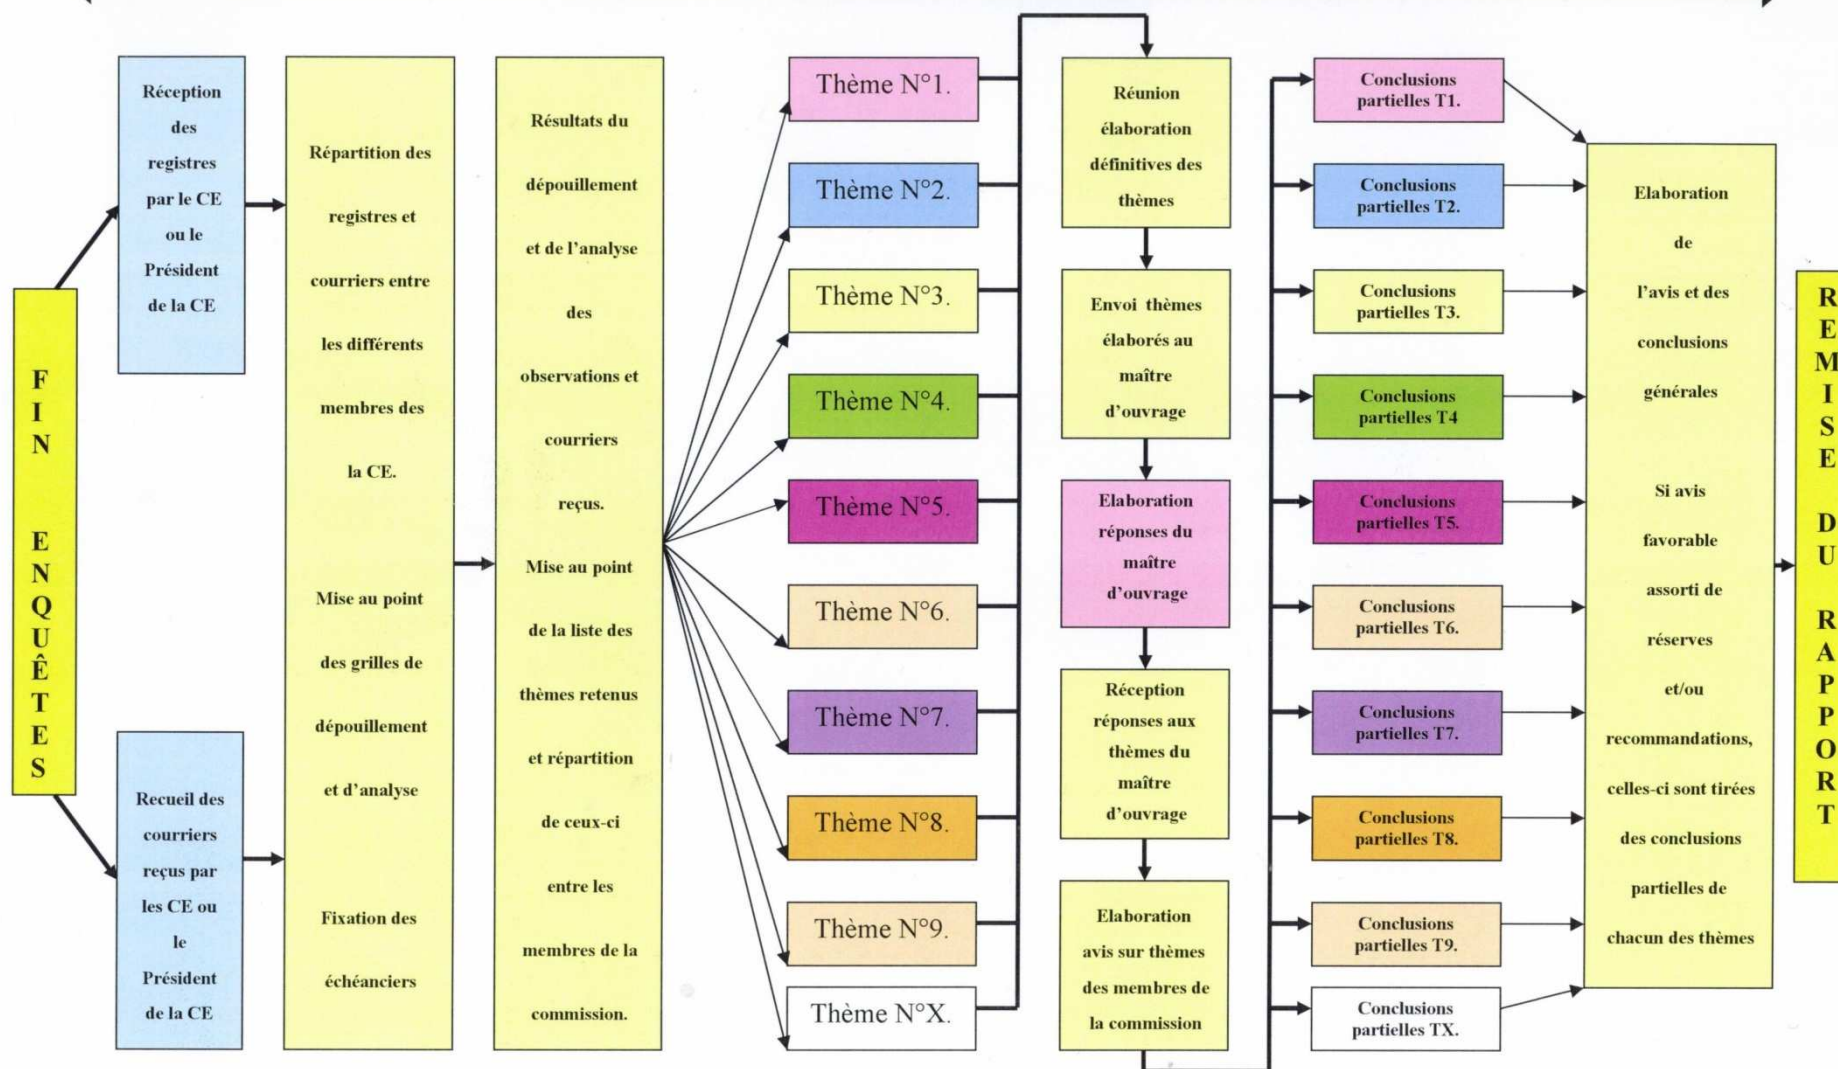 FIN ENQUÊTES
Réception
des
registres
par le CE
ou le
Président
de la CE
Recueil des
courriers
reçus par
les CE ou
le
Président
de la CE
Répartition des
registres et
courriers entre
les différents
membres des
la CE.
Mise au point
des grilles de
dépouillement
et d'analyse
Fixation des
échéanciers
Résultats du
dépouillement
et de l'analyse
des
observations et
courriers
reçus.
Mise au point
de la liste des
thèmes retenus
et répartition
de ceux-ci
entre les
membres de la
commission.
Thème N°1.
Thème N°2.
Thème N°3.
Thème N°4.
Thème N°5.
Thème N°6.
Thème N°7.
Thème N°8.
Thème N°9.
Thème N°X.
Réunion
élaboration
définitives des
thèmes
Envoi thèmes
élaborés au
maître
d'ouvrage
Elaboration
réponses du
maître
d'ouvrage
Réception
réponses aux
thèmes du
maître
d'ouvrage
Elaboration
avis sur thèmes
des membres de
la commission
Conclusions
partielles T1.
Conclusions
partielles T2.
Conclusions
partielles T3.
Conclusions
partielles T4
Conclusions
partielles T5.
Conclusions
partielles T6.
Conclusions
partielles T7.
Conclusions
partielles T8.
Conclusions
partielles T9.
Conclusions
partielles TX.
Elaboration
de
l'avis et des
conclusions
générales
Si avis
favorable
assorti de
réserves
et/ou
recommandations,
celles-ci sont tirées
des conclusions
partielles de
chacun des thèmes
REMISE DU RAPPORT